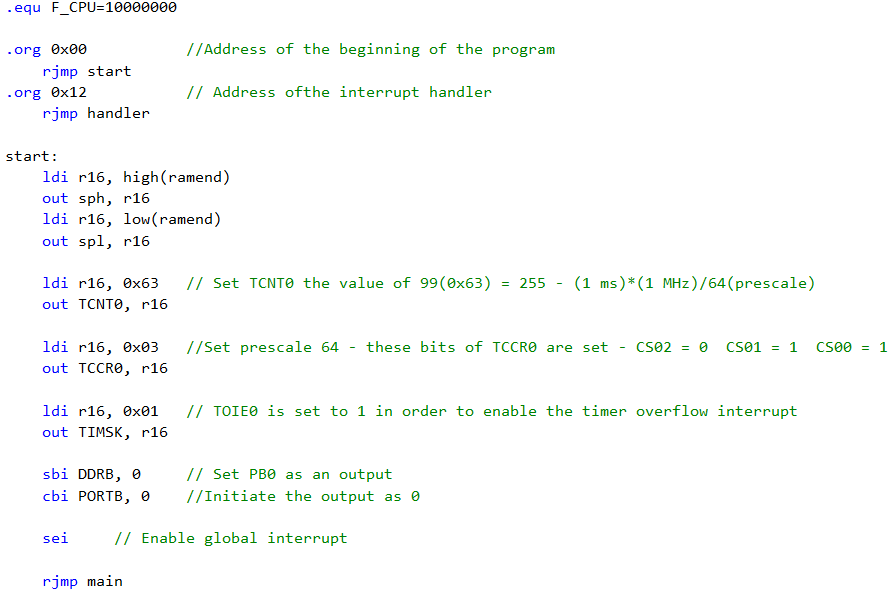 .equ F_CPU=10000000
.org 0x00 //Address of the beginning of the program
rjmp start
.org 0x12 // Address ofthe interrupt handler
rjmp handler
start:
ldi r16, high(ramend)
out sph, r16
ldi r16, low(ramend)
out spl, r16
ldi r16, 0x63 // Set TCNT0 the value of 99(0x63) = 255 - (1 ms)*(1 MHz)/64(prescale)
out TCNT0, r16
ldi r16, 0x03 //Set prescale 64 - these bits of TCCR0 are set - CS02 = 0 CS01 = 1 CS00 = 1
out TCCR0, r16
ldi r16, 0x01 // TOIE0 is set to 1 in order to enable the timer overflow interrupt
out TIMSK, r16
sbi DDRB, 0 // Set PB0 as an output
cbi PORTB, 0 //Initiate the output as 0
sei // Enable global interrupt
rjmp main